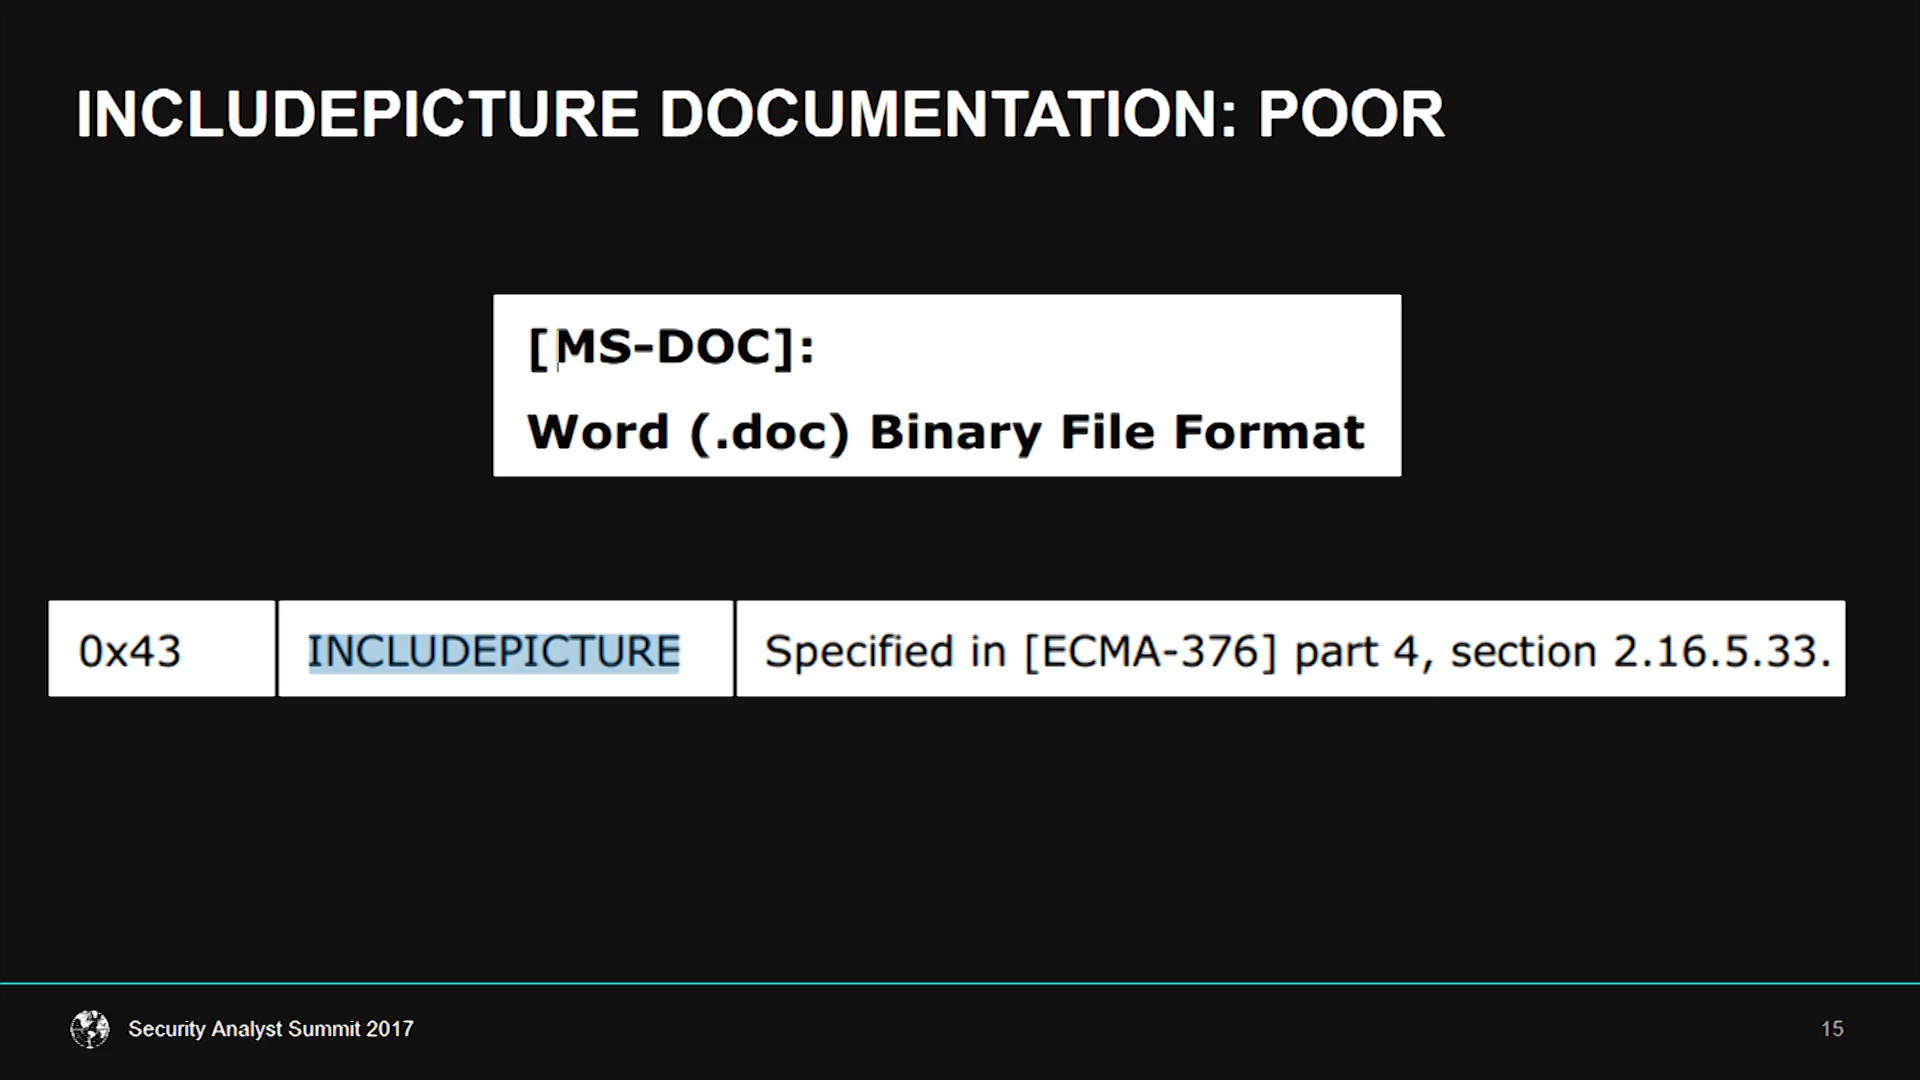 INCLUDEPICTURE DOCUMENTATION: POOR
[MS-DOC]:
Word (.doc) Binary File Format
0x43 INCLUDEPICTURE Specified in [ECMA-376] part 4, section 2.16.5.33.
Security Analyst Summit 2017
15